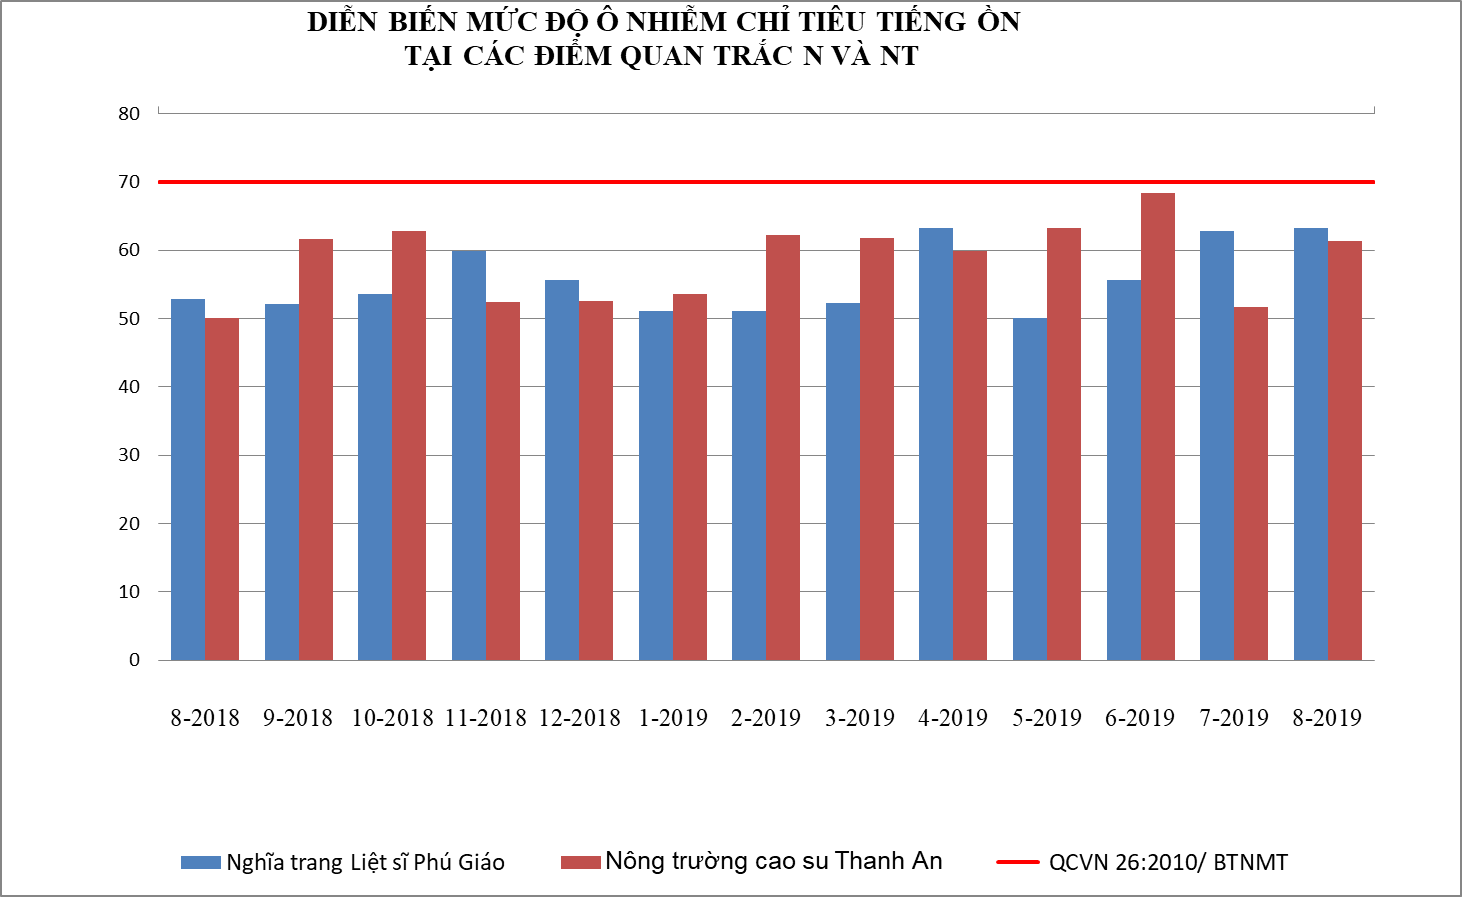 DIỄN BIẾN MỨC ĐỘ Ô NHIỄM CHỈ TIÊU TIẾNG ỒN
TẠI CÁC ĐIỂM QUAN TRẮC N VÀ NT
80
70
60
50
40
30
20
10
0
8-2018 9-2018 10-2018 11-2018 12-2018 1-2019 2-2019 3-2019 4-2019 5-2019 6-2019 7-2019 8-2019
Nghĩa trang Liệt sĩ Phú Giáo Nông trường cao su Thanh An QCVN 26:2010/ BTNMT